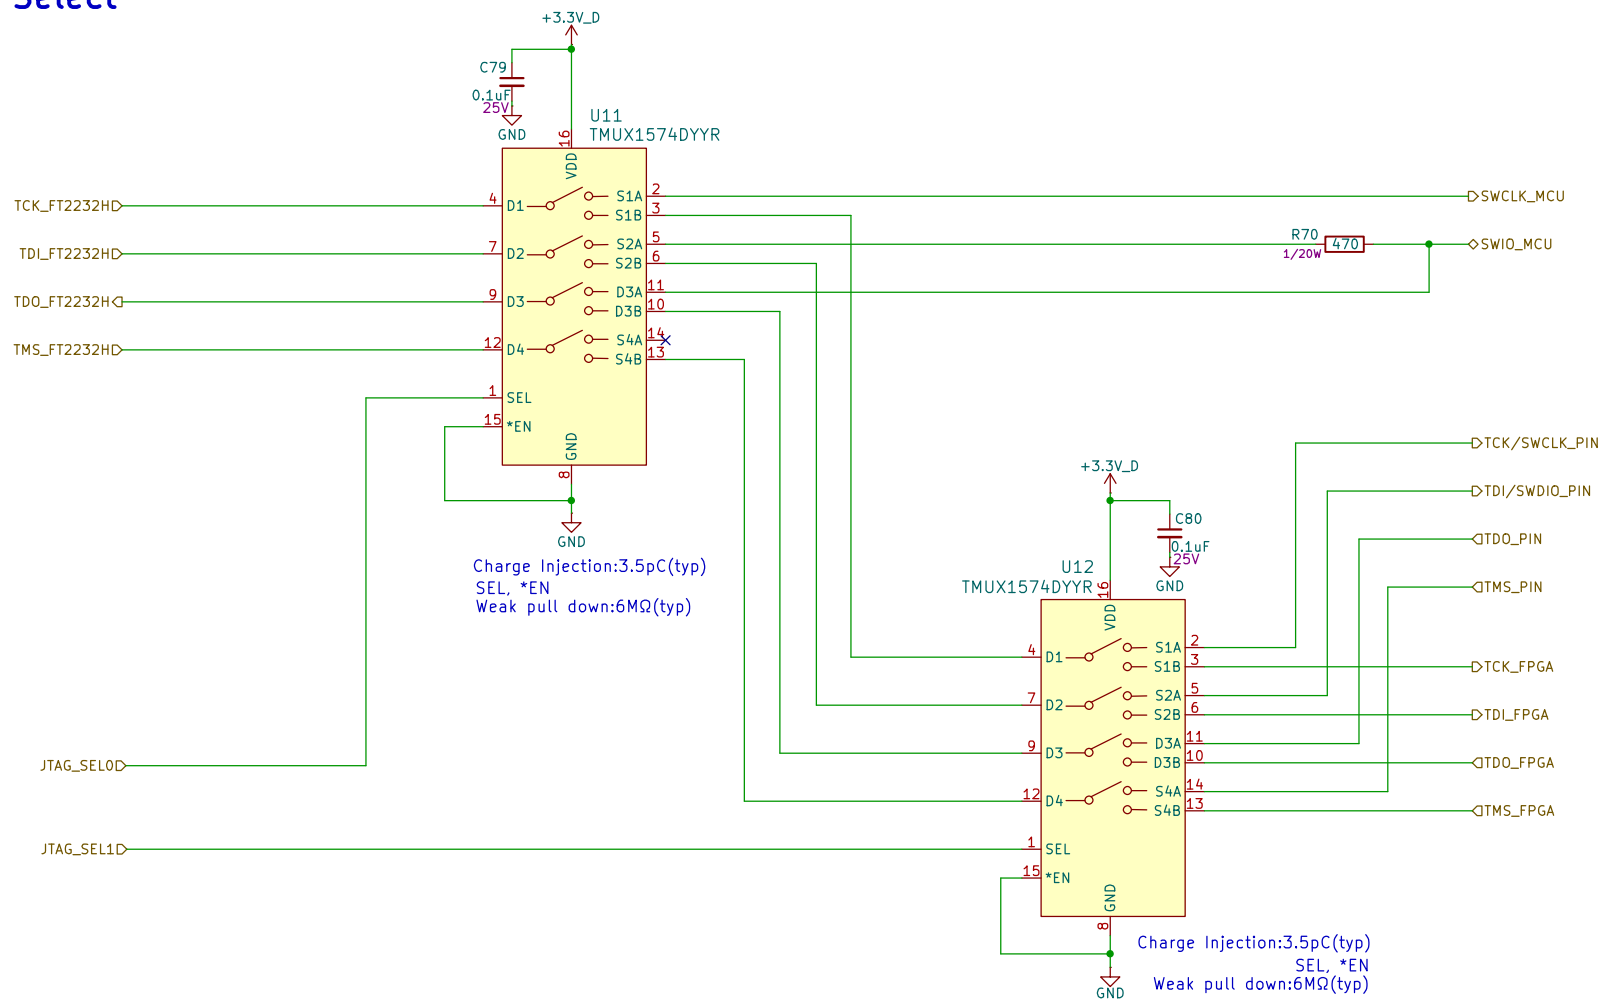 Select
+3.3V_D
C79
0.1uF
25V
GND
U11
TMUX1574DYYR
16
VDD
TCK_FT2232H
4
D1
S1A
2
SWCLK_MCU
S1B
3
TDI_FT2232H
7
D2
S2A
5
R70
470
1/20W
SWIO_MCU
S2B
6
TDO_FT2232H
9
D3
D3A
11
D3B
10
TMS_FT2232H
12
D4
S4A
14
S4B
13
1
SEL
15
*EN
GND
8
GND
Charge Injection:3.5pC(typ)
SEL, *EN
Weak pull down:6MΩ(typ)
TCK/SWCLK_PIN
TDI/SWDIO_PIN
TDO_PIN
TMS_PIN
+3.3V_D
C80
0.1uF
25V
GND
U12
TMUX1574DYYR
16
VDD
4
D1
S1A
2
S1B
3
TCK_FPGA
7
D2
S2A
5
S2B
6
TDI_FPGA
9
D3
D3A
11
D3B
10
TDO_FPGA
12
D4
S4A
14
S4B
13
TMS_FPGA
JTAG_SEL0
JTAG_SEL1
1
SEL
15
*EN
GND
8
GND
Charge Injection:3.5pC(typ)
SEL, *EN
Weak pull down:6MΩ(typ)